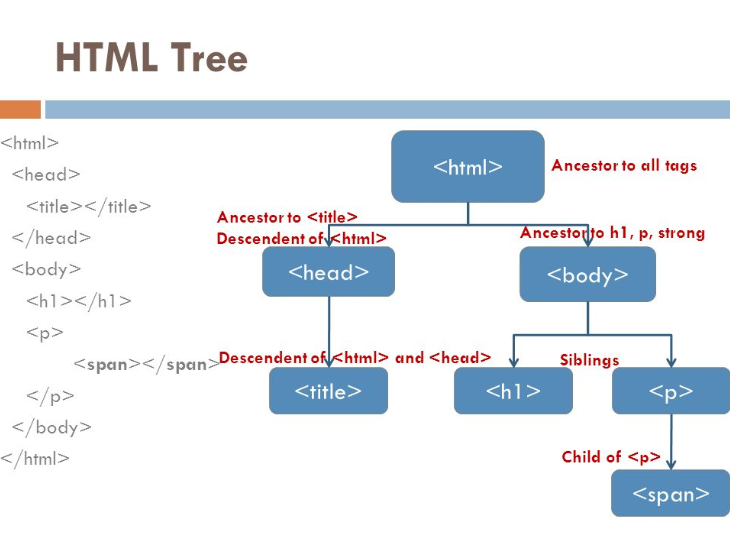 HTML Tree
<html>
<head>
<title></title>
</head>
<body>
<h1></h1>
<p>
<span></span>
</p>
</body>
</html>
<html>
Ancestor to all tags
Ancestor to <title>
Descendent of <html>
Ancestor to h1, p, strong
<head>
<body>
Descendent of <html> and <head>
Siblings
<title>
<h1>
<p>
Child of <p>
<span>